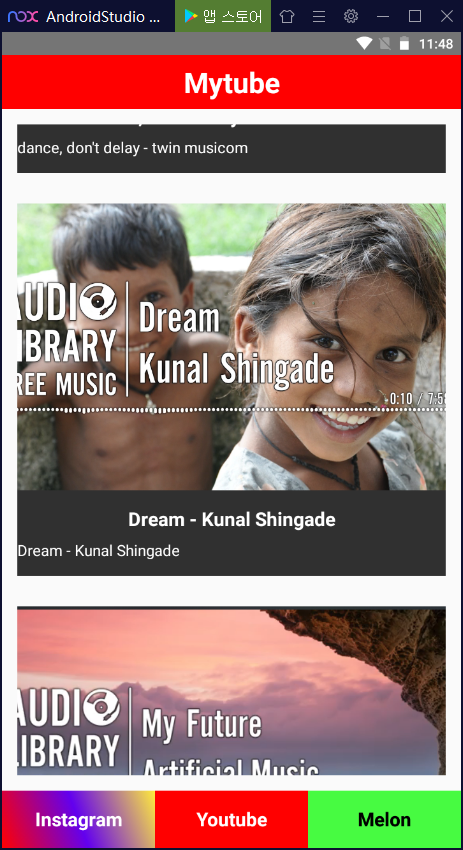 nox AndroidStudio ... 앱 스토어
11:48
Mytube
dance, don't delay - twin musicom
AUDIO
LIBRARY
FREE MUSIC
Dream
Kunal Shingade
0:10 / 7:58
Dream - Kunal Shingade
Dream - Kunal Shingade
AUDIO
LIBRARY
My Future
Artificial Music
Instagram Youtube Melon